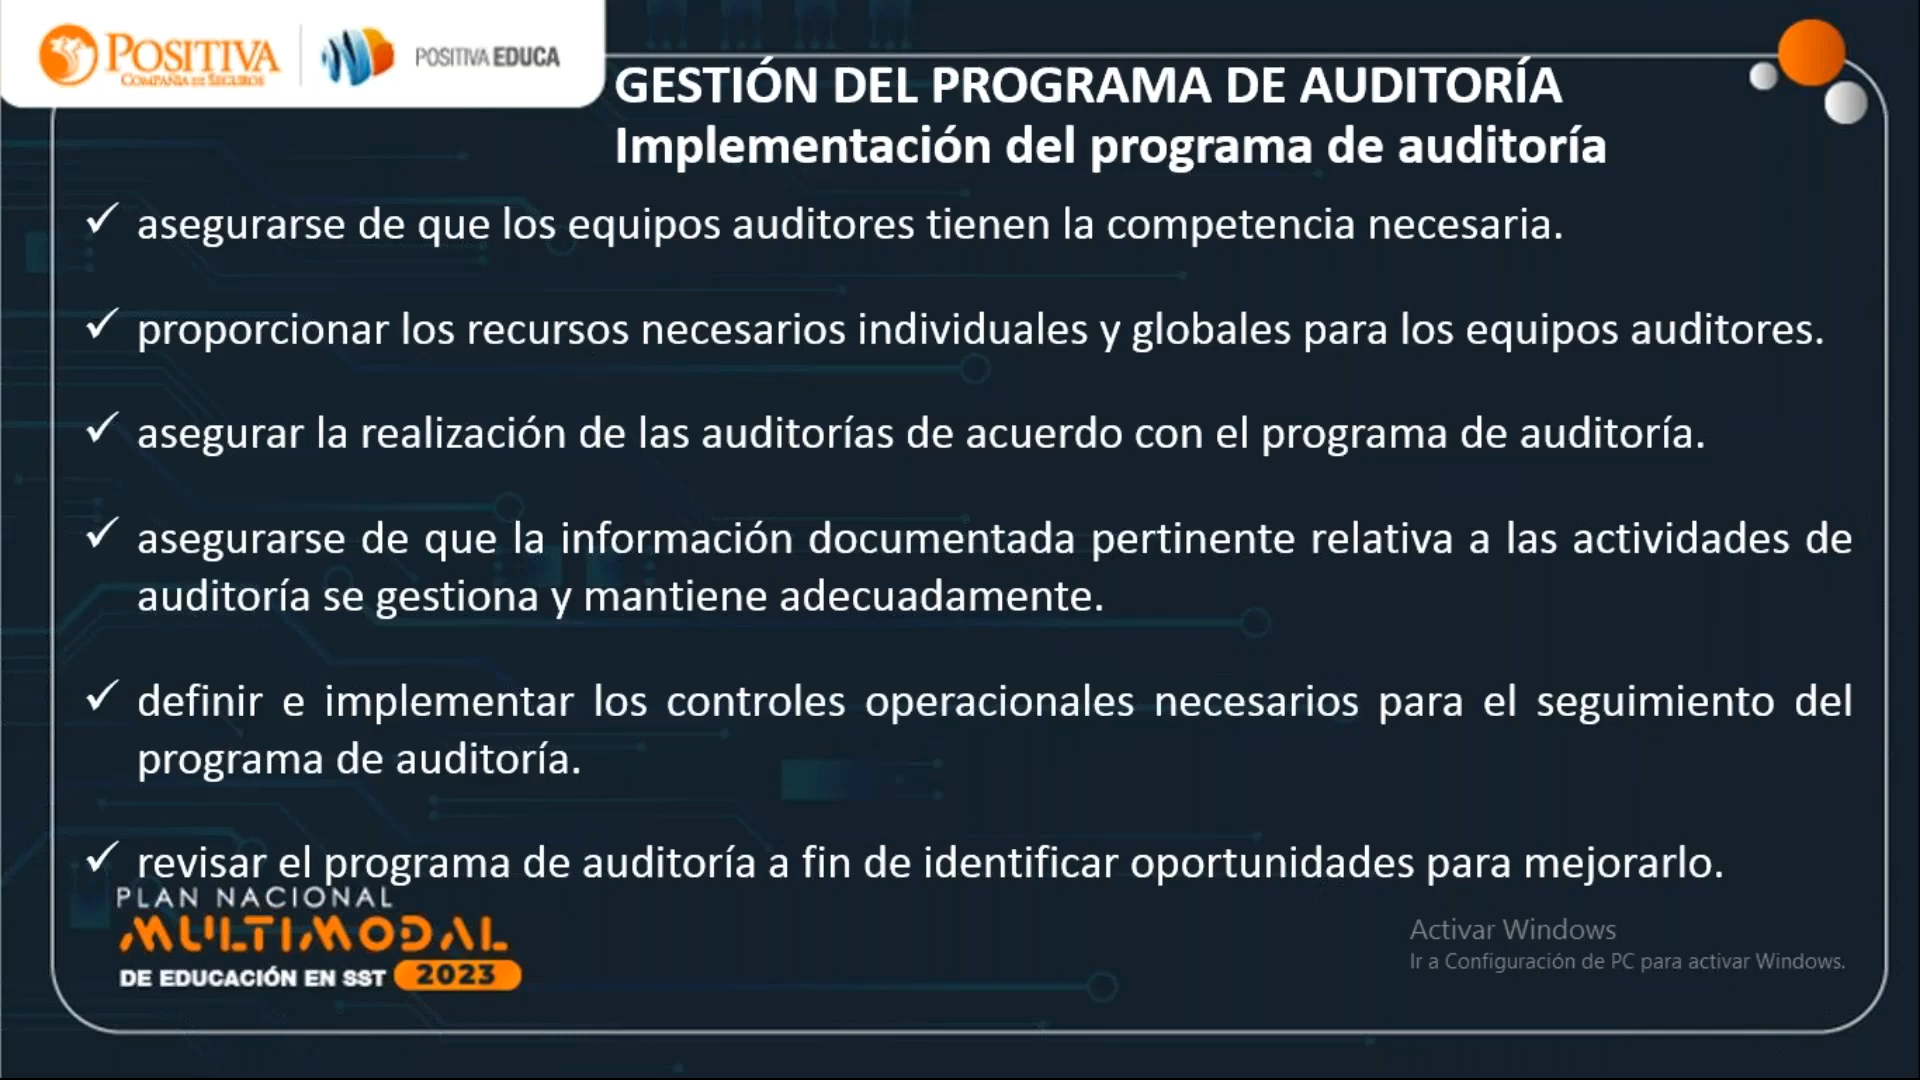 POSITIVA
COMPAÑIA DE SEGUROS
POSITIVA EDUCA
GESTIÓN DEL PROGRAMA DE AUDITORÍA
Implementación del programa de auditoría
✓ asegurarse de que los equipos auditores tienen la competencia necesaria.
✓ proporcionar los recursos necesarios individuales y globales para los equipos auditores.
✓ asegurar la realización de las auditorías de acuerdo con el programa de auditoría.
✓ asegurarse de que la información documentada pertinente relativa a las actividades de
auditoría se gestiona y mantiene adecuadamente.
✓ definir e implementar los controles operacionales necesarios para el seguimiento del
programa de auditoría.
✓ revisar el programa de auditoría a fin de identificar oportunidades para mejorarlo.
PLAN NACIONAL
MULTIMODAL
DE EDUCACIÓN EN SST 2023
Activar Windows
Ir a Configuración de PC para activar Windows.